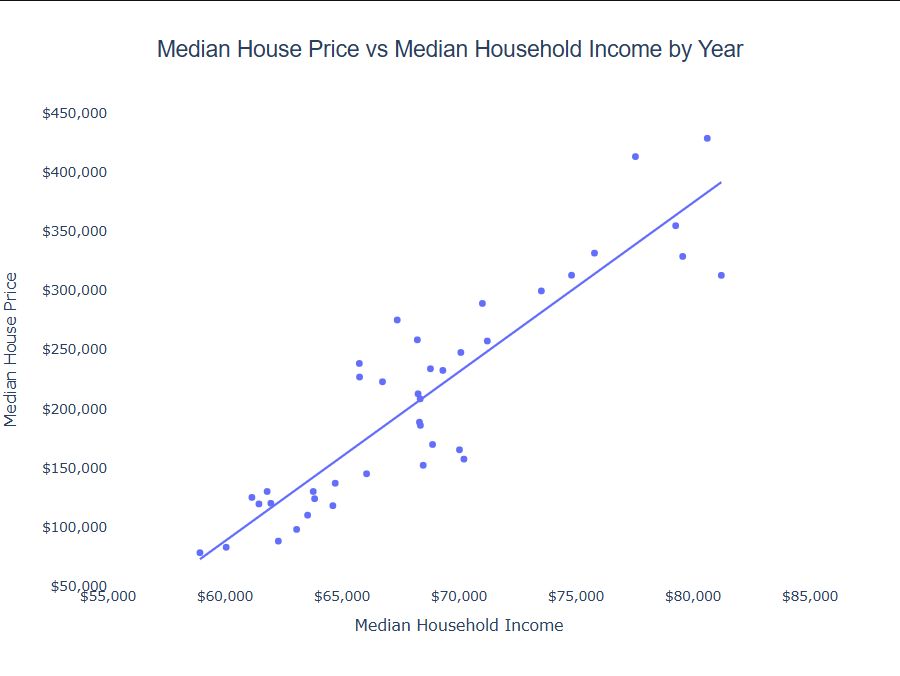 Median House Price vs Median Household Income by Year
$450,000
$400,000
$350,000
$300,000
$250,000
$200,000
$150,000
$100,000
$50,000
Median House Price
$55,000 $60,000 $65,000 $70,000 $75,000 $80,000 $85,000
Median Household Income